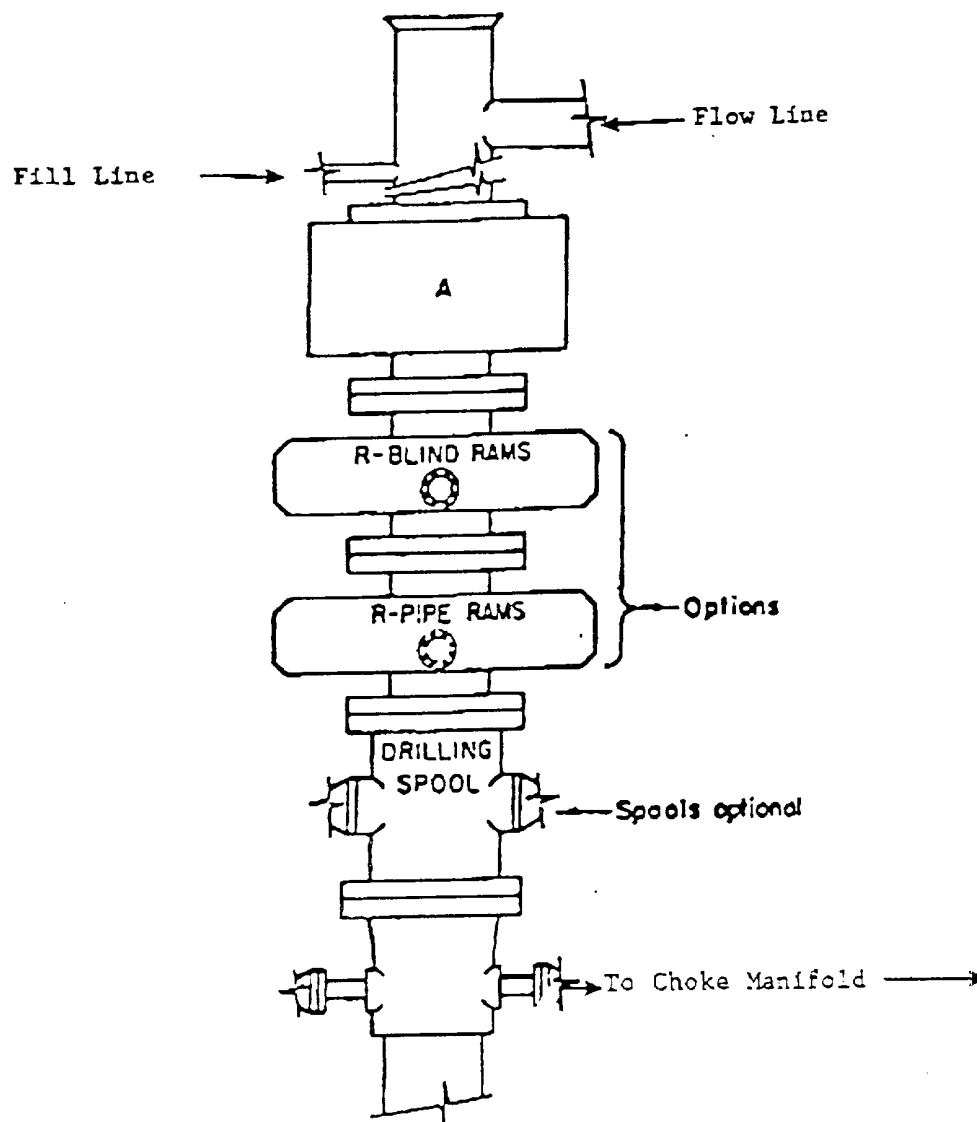 Flow Line
Fill Line
A
R-BLIND RAMS
R-PIPE RAMS
Options
DRILLING
SPOOL
Spools optional
To Choke Manifold